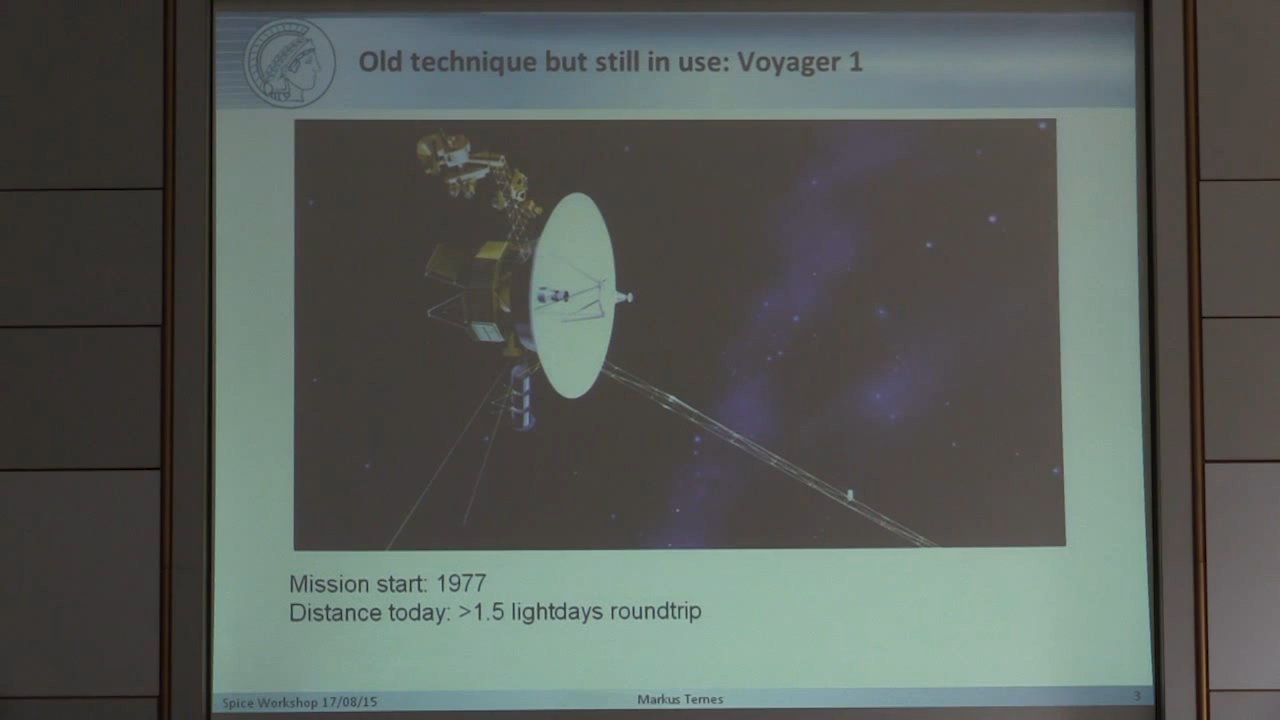 Old technique but still in use: Voyager 1
Mission start: 1977
Distance today: >1.5 lightdays roundtrip
Spice Workshop 17/08/15
Markus Ternes
3